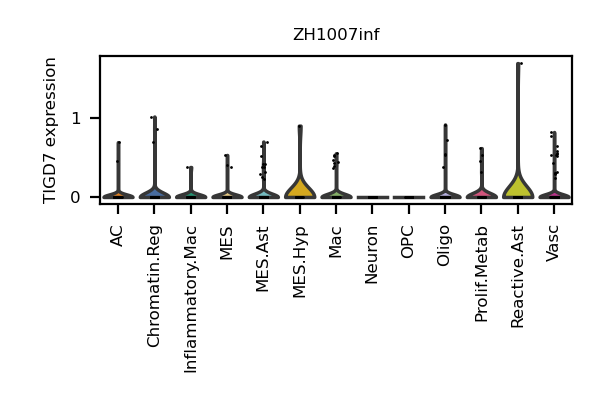 ZH1007inf
TIGD7 expression
1
0
AC
Chromatin.Reg
Inflammatory.Mac
MES
MES.Ast
MES.Hyp
Mac
Neuron
OPC
Oligo
Prolif.Metab
Reactive.Ast
Vasc